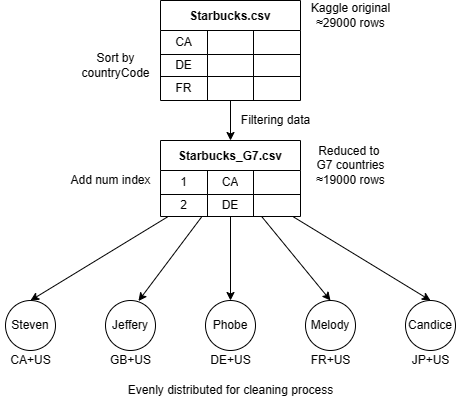 Starbucks.csv
Kaggle original
≈29000 rows
Sort by
countryCode
CA
DE
FR
Filtering data
Starbucks_G7.csv
Reduced to
G7 countries
≈19000 rows
Add num index
1 CA
2 DE
Steven Jeffery Phobe Melody Candice
CA+US GB+US DE+US FR+US JP+US
Evenly distributed for cleaning process